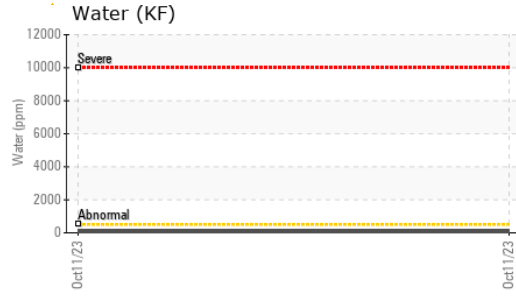 Water (KF)
12000
Severe
10000
8000
6000
Water (ppm)
4000
2000
Abnormal
0
Oct11/23
Oct11/23